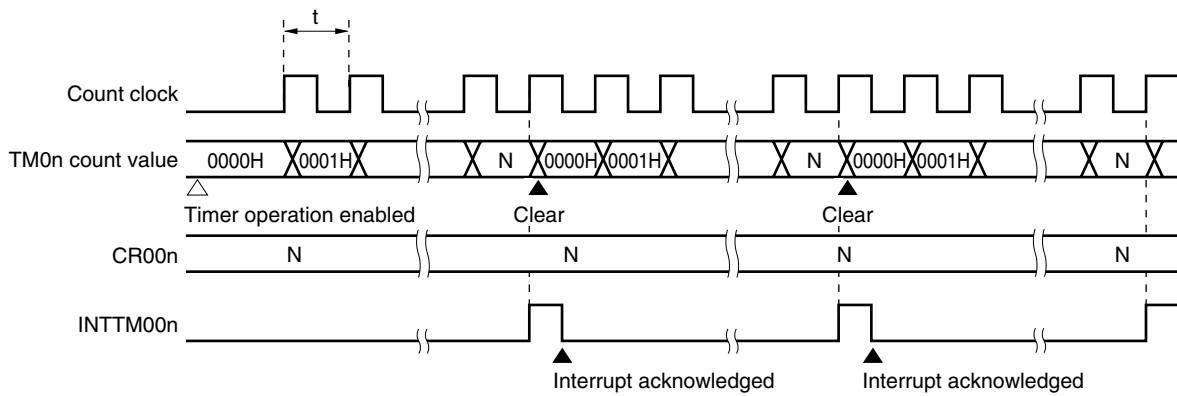 t
Count clock
TM0n count value 0000H 0001H N 0000H 0001H N 0000H 0001H N
Timer operation enabled Clear Clear
CR00n N N N N
INTTM00n
Interrupt acknowledged Interrupt acknowledged